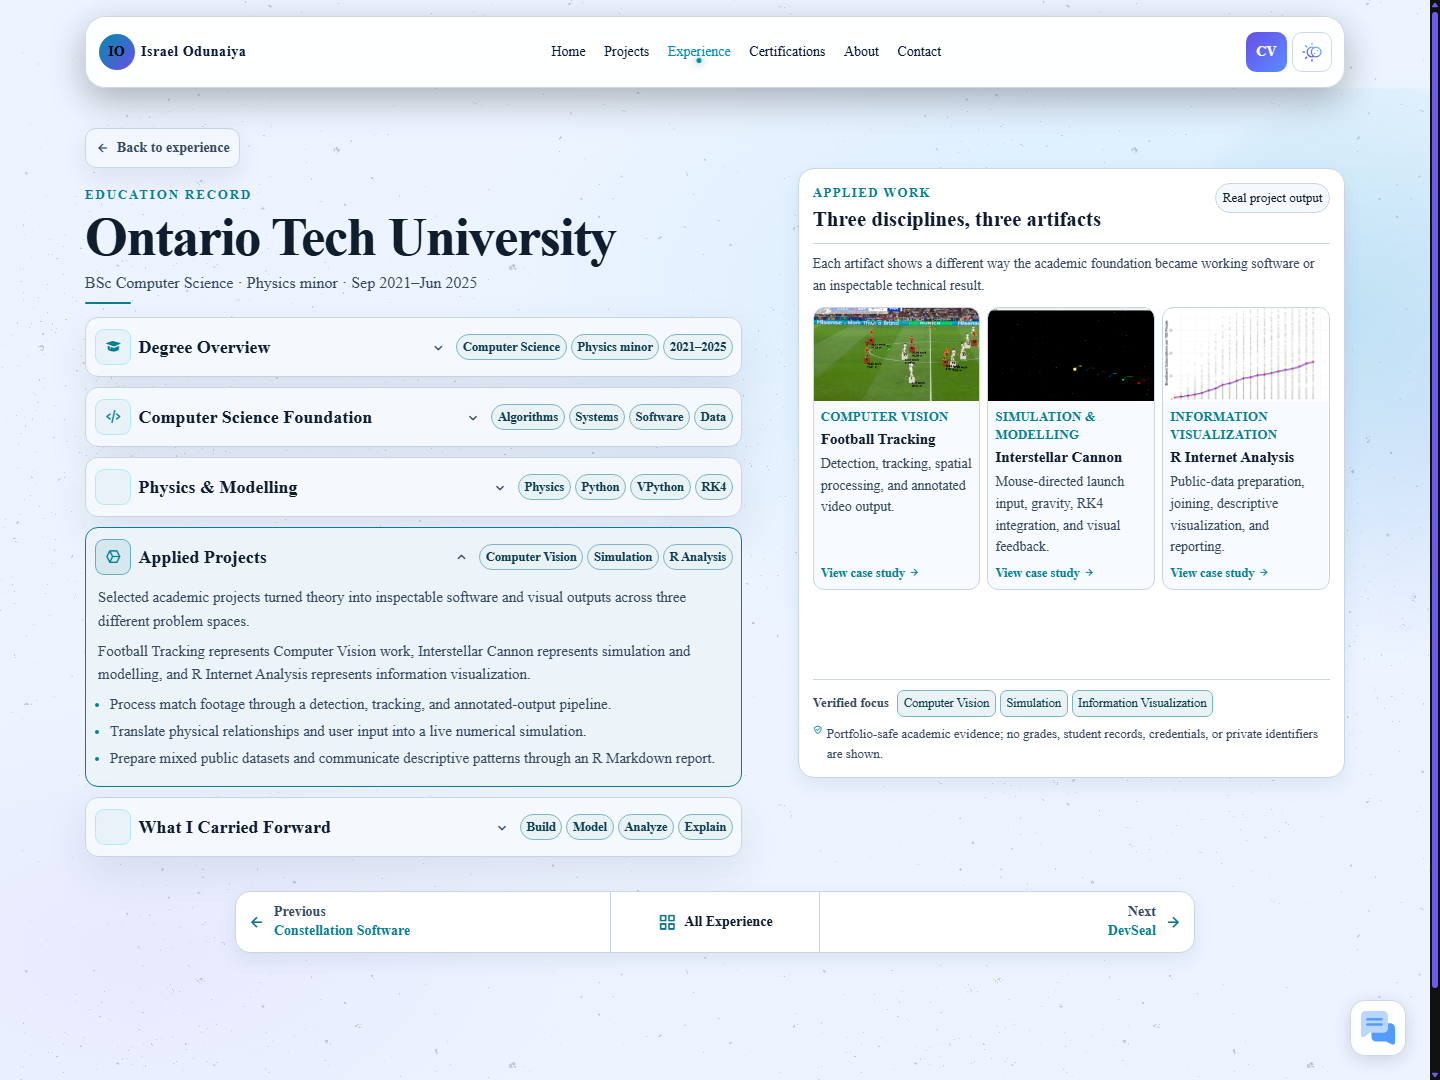 IO Israel Odunaiya
Home Projects Experience Certifications About Contact
CV
Back to experience
EDUCATION RECORD
Ontario Tech University
BSc Computer Science · Physics minor · Sep 2021–Jun 2025
Degree Overview
Computer Science Physics minor 2021–2025
Computer Science Foundation
Algorithms Systems Software Data
Physics & Modelling
Physics Python VPython RK4
Applied Projects
Computer Vision Simulation R Analysis
Selected academic projects turned theory into inspectable software and visual outputs across three
different problem spaces.
Football Tracking represents Computer Vision work, Interstellar Cannon represents simulation and
modelling, and R Internet Analysis represents information visualization.
Process match footage through a detection, tracking, and annotated-output pipeline.
Translate physical relationships and user input into a live numerical simulation.
Prepare mixed public datasets and communicate descriptive patterns through an R Markdown report.
What I Carried Forward
Build Model Analyze Explain
APPLIED WORK
Three disciplines, three artifacts
Real project output
Each artifact shows a different way the academic foundation became working software or
an inspectable technical result.
COMPUTER VISION
Football Tracking
Detection, tracking, spatial
processing, and annotated
video output.
View case study
SIMULATION &
MODELLING
Interstellar Cannon
Mouse-directed launch
input, gravity, RK4
integration, and visual
feedback.
View case study
INFORMATION
VISUALIZATION
R Internet Analysis
Public-data preparation,
joining, descriptive
visualization, and
reporting.
View case study
Verified focus Computer Vision Simulation Information Visualization
Portfolio-safe academic evidence; no grades, student records, credentials, or private identifiers
are shown.
Previous
Constellation Software
All Experience
Next
DevSeal